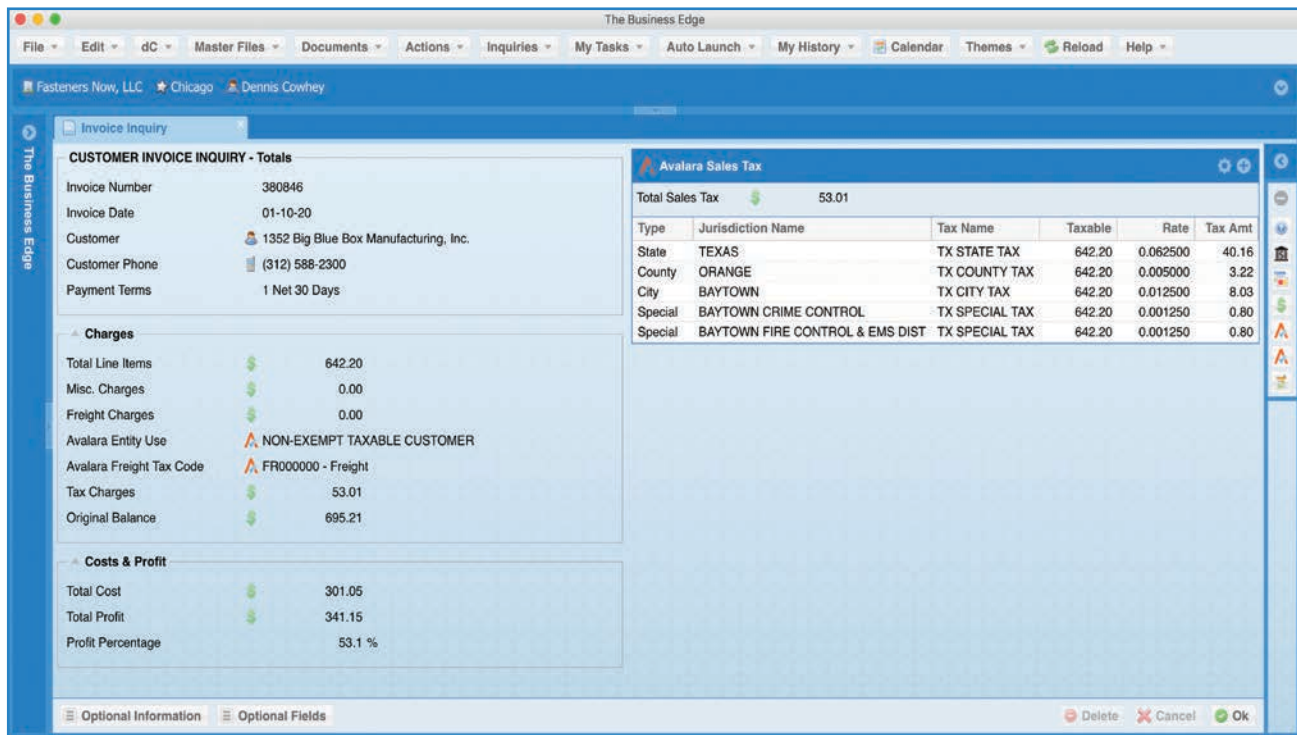 The Business Edge
File Edit dC Master Files Documents Actions Inquiries My Tasks Auto Launch My History Calendar Themes Reload Help
Fasteners Now, LLC Chicago Dennis Cowhey
The Business Edge
Invoice Inquiry
CUSTOMER INVOICE INQUIRY - Totals
Invoice Number 380846
Invoice Date 01-10-20
Customer 1352 Big Blue Box Manufacturing, Inc.
Customer Phone (312) 588-2300
Payment Terms 1 Net 30 Days
Charges
Total Line Items $ 642.20
Misc. Charges $ 0.00
Freight Charges $ 0.00
Avalara Entity Use NON-EXEMPT TAXABLE CUSTOMER
Avalara Freight Tax Code FR000000 - Freight
Tax Charges $ 53.01
Original Balance $ 695.21
Costs & Profit
Total Cost $ 301.05
Total Profit $ 341.15
Profit Percentage 53.1 %
Avalara Sales Tax
Total Sales Tax $ 53.01
Type Jurisdiction Name Tax Name Taxable Rate Tax Amt
State TEXAS TX STATE TAX 642.20 0.062500 40.16
County ORANGE TX COUNTY TAX 642.20 0.005000 3.22
City BAYTOWN TX CITY TAX 642.20 0.012500 8.03
Special BAYTOWN CRIME CONTROL TX SPECIAL TAX 642.20 0.001250 0.80
Special BAYTOWN FIRE CONTROL & EMS DIST TX SPECIAL TAX 642.20 0.001250 0.80
Optional Information Optional Fields Delete Cancel Ok